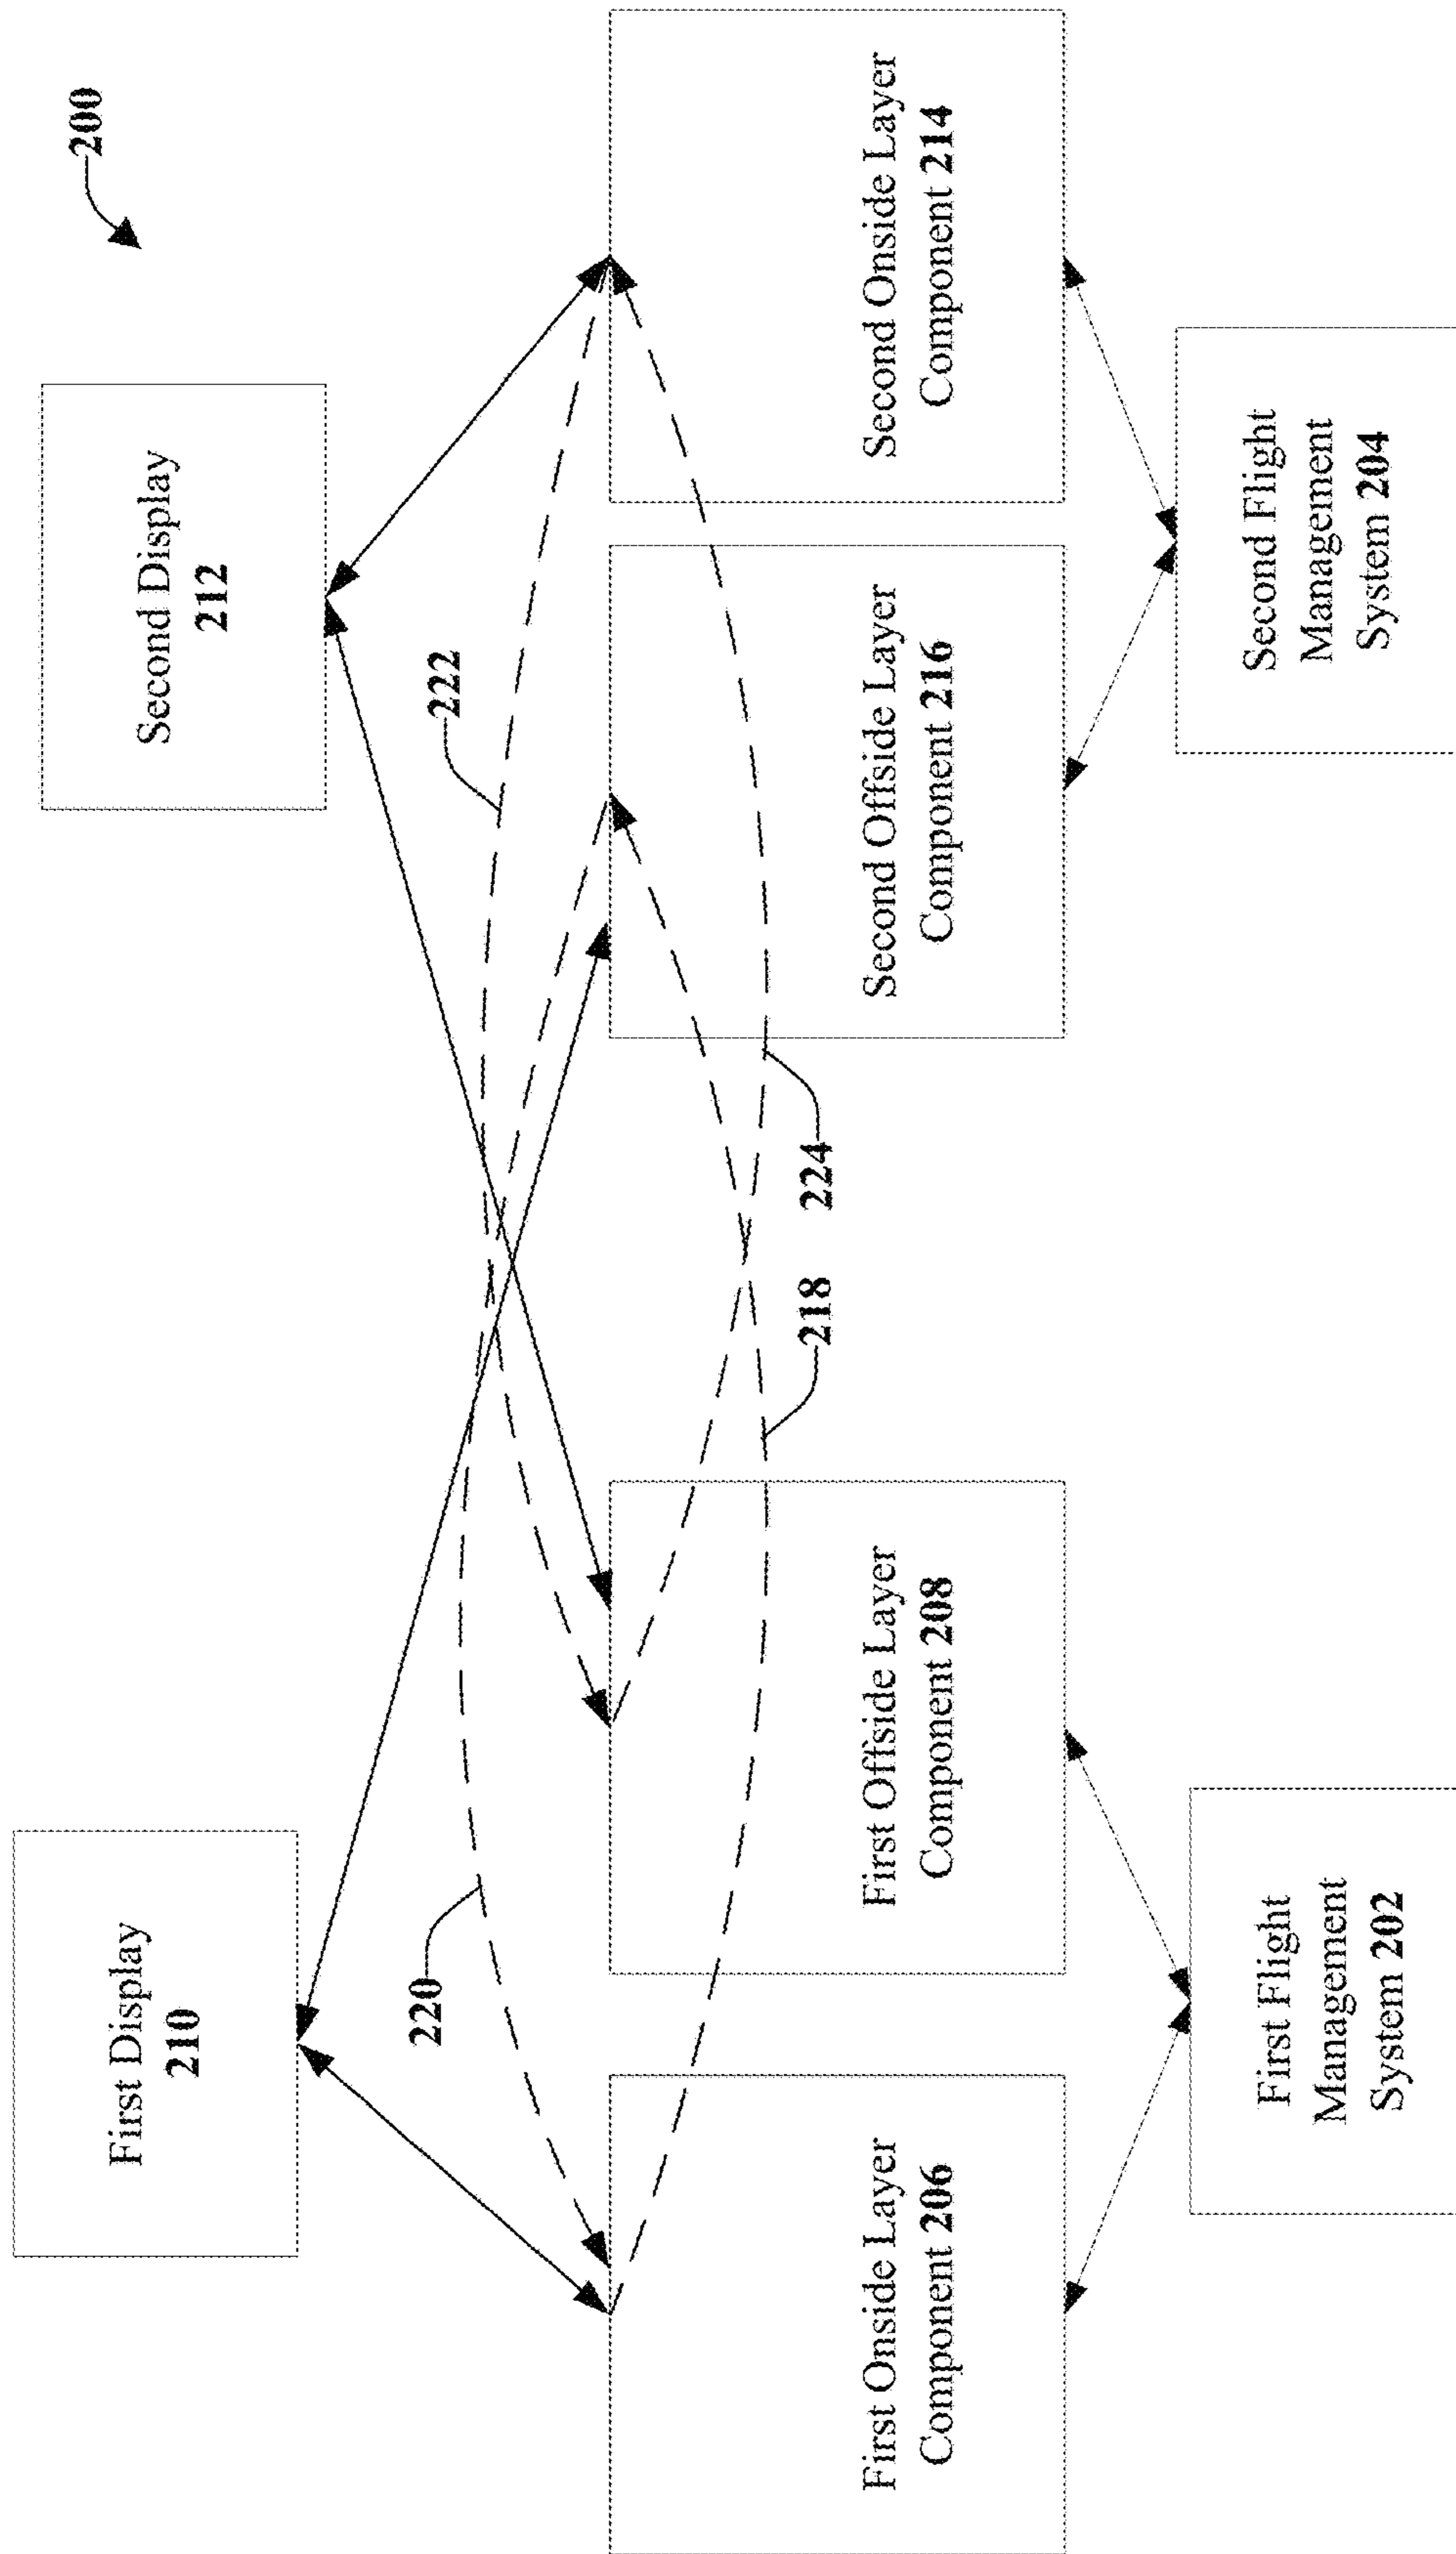 200
First Display
210
Second Display
212
220
222
First Onside Layer
Component 206
First Offside Layer
Component 208
Second Offside Layer
Component 216
Second Onside Layer
Component 214
218
224
First Flight
Management
System 202
Second Flight
Management
System 204